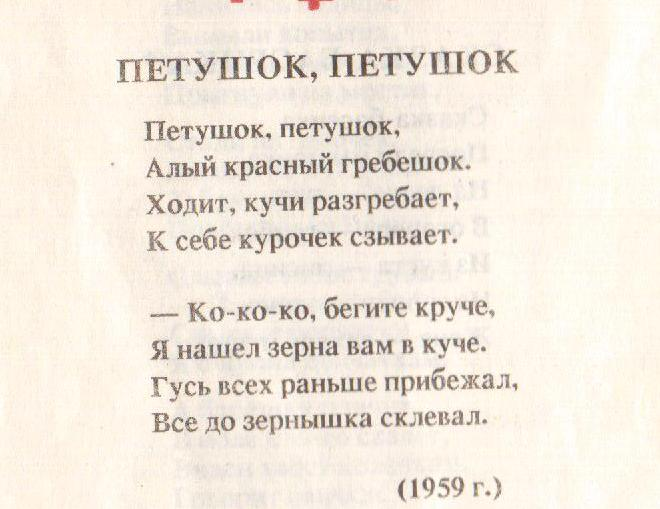 ПЕТУШОК, ПЕТУШОК
Петушок, петушок,
Алый красный гребешок.
Ходит, кучи разгребает,
К себе курочек сзывает.
— Ко-ко-ко, бегите круче,
Я нашел зерна вам в куче.
Гусь всех раньше прибежал,
Все до зернышка склевал.
(1959 г.)